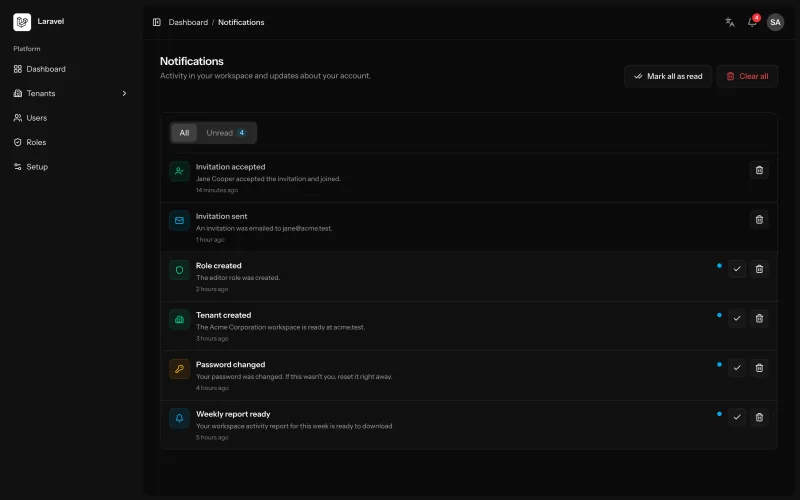 Laravel
Dashboard / Notifications
4
SA
Platform
Dashboard
Tenants
Users
Roles
Setup
Notifications
Activity in your workspace and updates about your account.
Mark all as read
Clear all
All
Unread 4
Invitation accepted
Jane Cooper accepted the invitation and joined.
14 minutes ago
Invitation sent
An invitation was emailed to jane@acme.test.
1 hour ago
Role created
The editor role was created.
2 hours ago
Tenant created
The Acme Corporation workspace is ready at acme.test.
3 hours ago
Password changed
Your password was changed. If this wasn't you, reset it right away.
4 hours ago
Weekly report ready
Your workspace activity report for this week is ready to download
5 hours ago